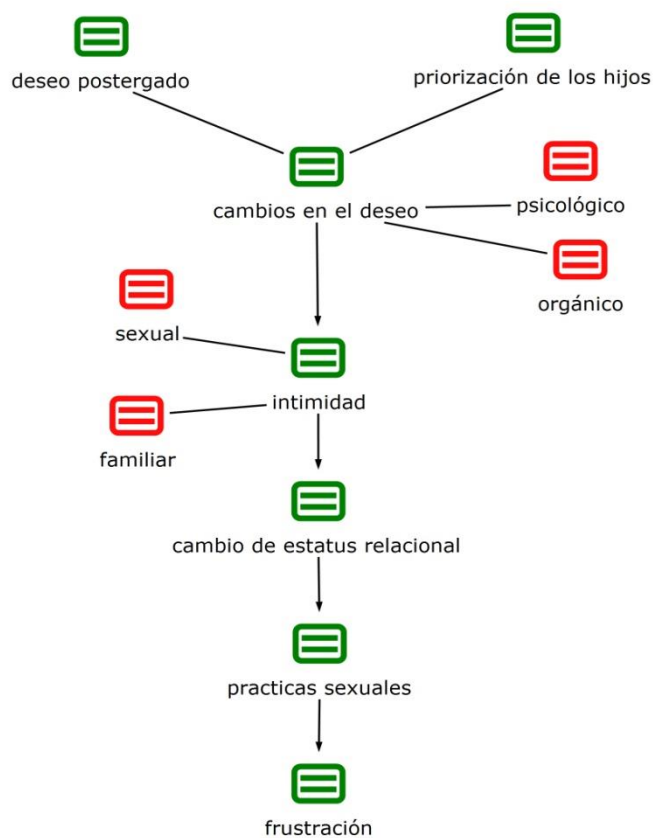 deseo postergado
priorización de los hijos
cambios en el deseo
psicológico
orgánico
sexual
intimidad
familiar
cambio de estatus relacional
practicas sexuales
frustración